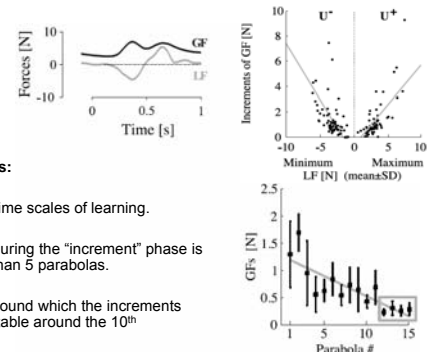 10
0
-10
Forces [N]
GF
LF
0
0.5
1
Time [s]
U-
U+
10
8
6
4
2
0
Increments of GF [N]
-10
-5
0
5
10
Minimum
Maximum
LF [N] (mean±SD)
s:
ime scales of learning.
uring the “increment” phase is
han 5 parabolas.
ound which the increments
table around the 10th
2.5
2
1.5
1
0.5
0
GFs [N]
1
5
10
15
Parabola #